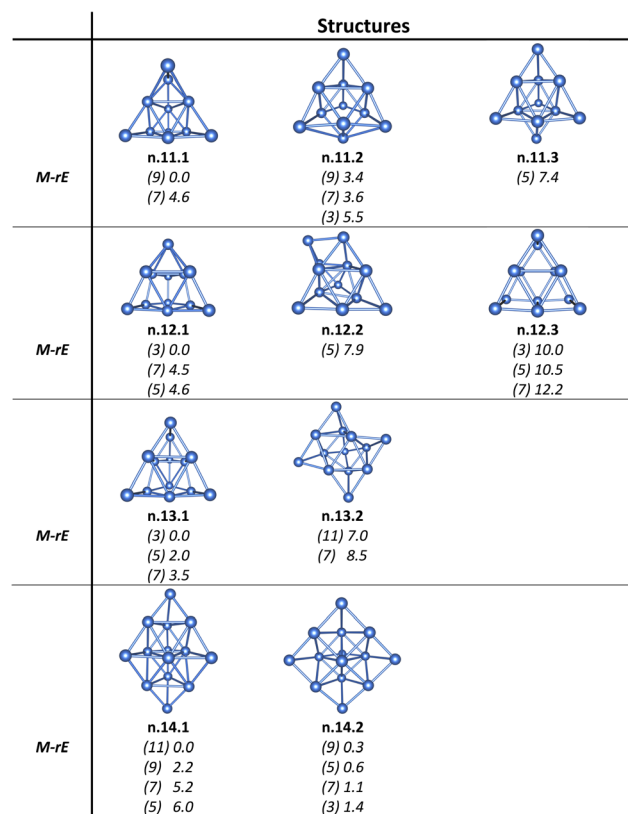 Structures
n.11.1 n.11.2 n.11.3
M-rE (9) 0.0 (9) 3.4 (5) 7.4
(7) 4.6 (7) 3.6
(3) 5.5
n.12.1 n.12.2 n.12.3
M-rE (3) 0.0 (5) 7.9 (3) 10.0
(7) 4.5 (5) 10.5
(5) 4.6 (7) 12.2
n.13.1 n.13.2
M-rE (3) 0.0 (11) 7.0
(5) 2.0 (7) 8.5
(7) 3.5
n.14.1 n.14.2
M-rE (11) 0.0 (9) 0.3
(9) 2.2 (5) 0.6
(7) 5.2 (7) 1.1
(5) 6.0 (3) 1.4